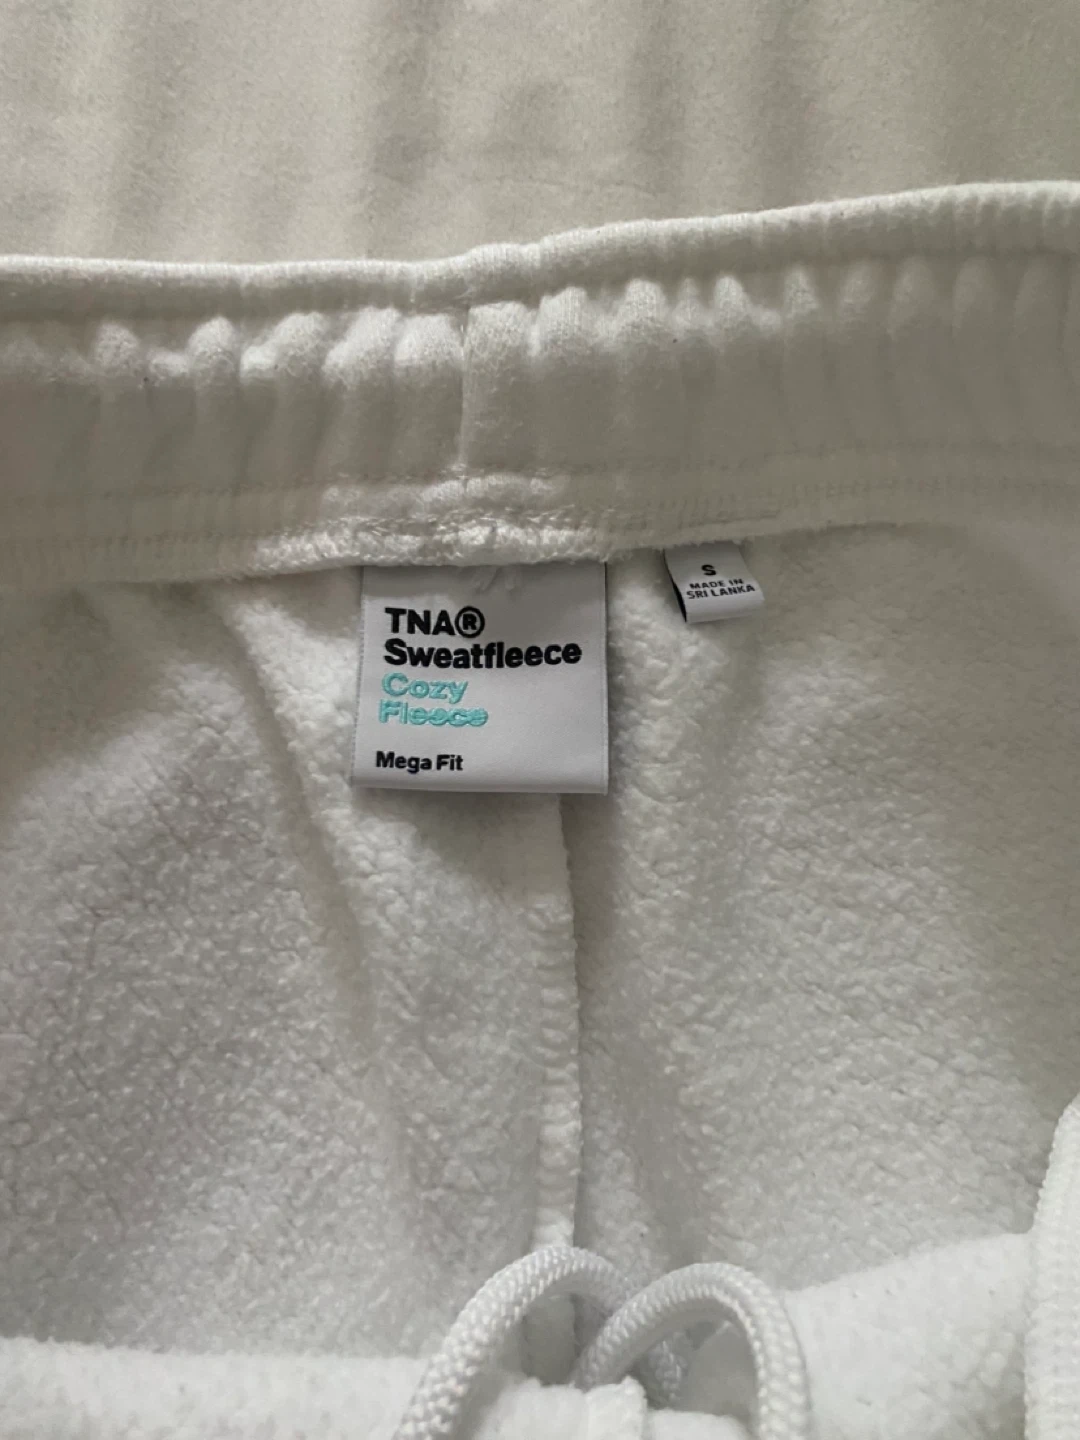 TNA®
Sweatfleece
Cozy
Fleece
Mega Fit
S
MADE IN
SRI LANKA